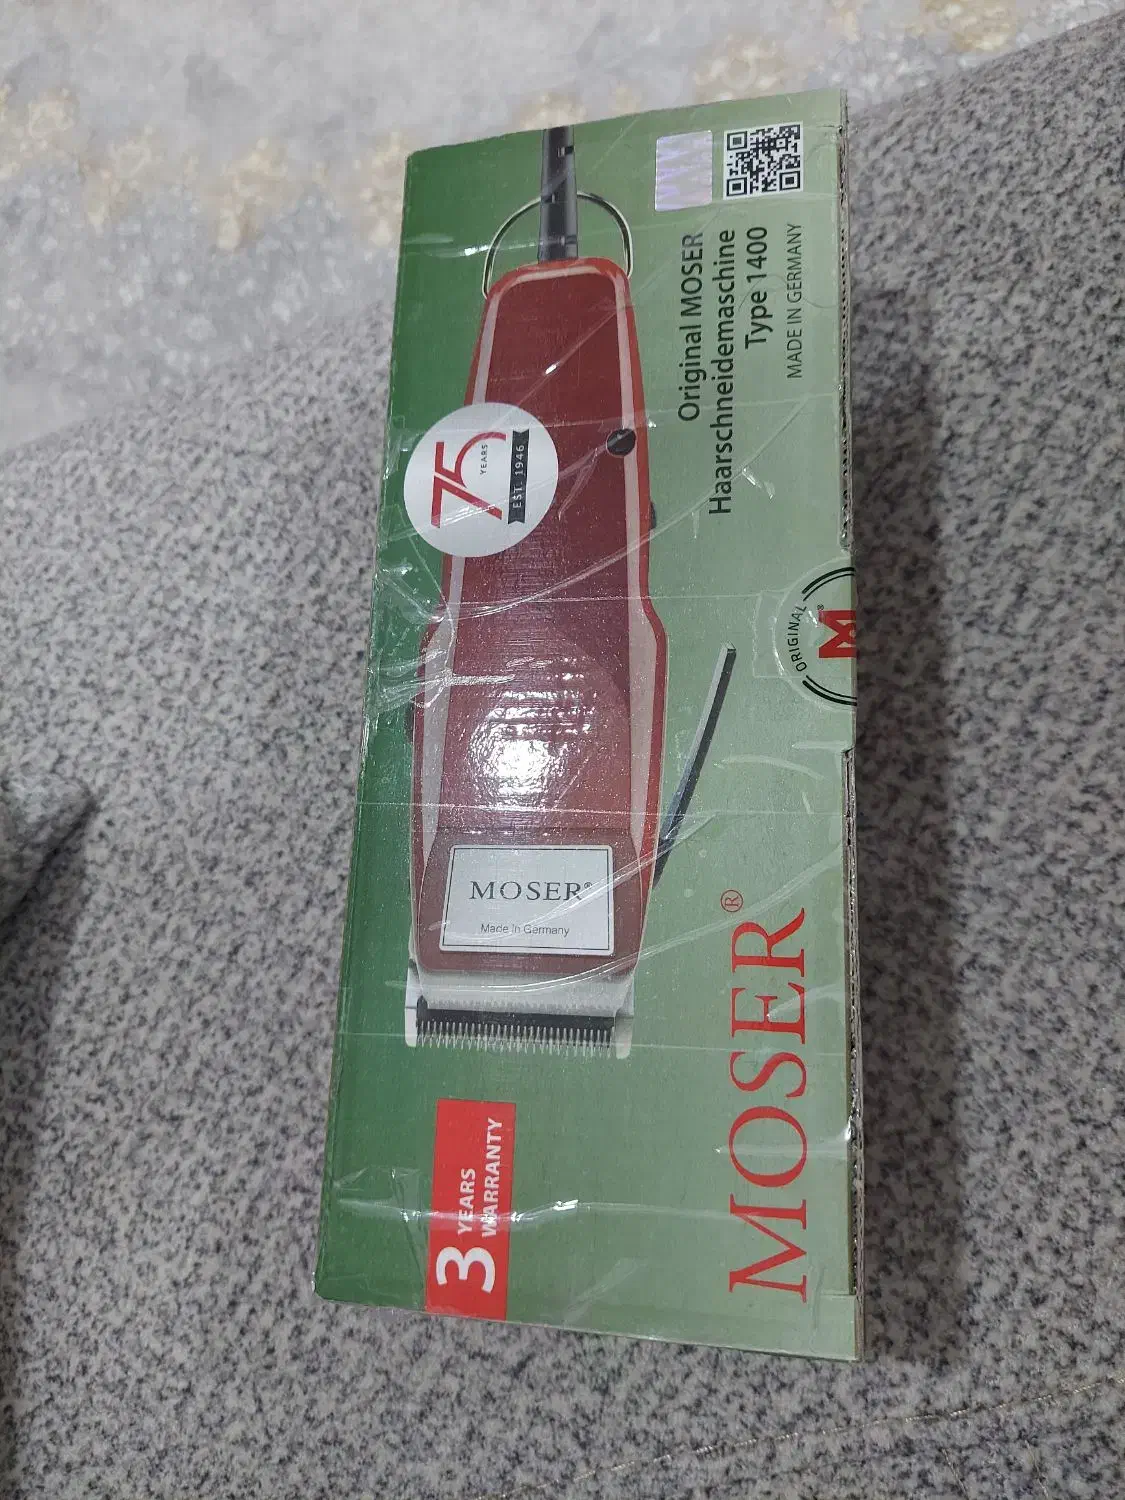 Original MOSER
Haarschneidemaschine
Type 1400
MADE IN GERMANY
75
YEARS
EST. 1946
ORIGINAL
M®
MOSER®
Made in Germany
3 YEARS
WARRANTY
MOSER®